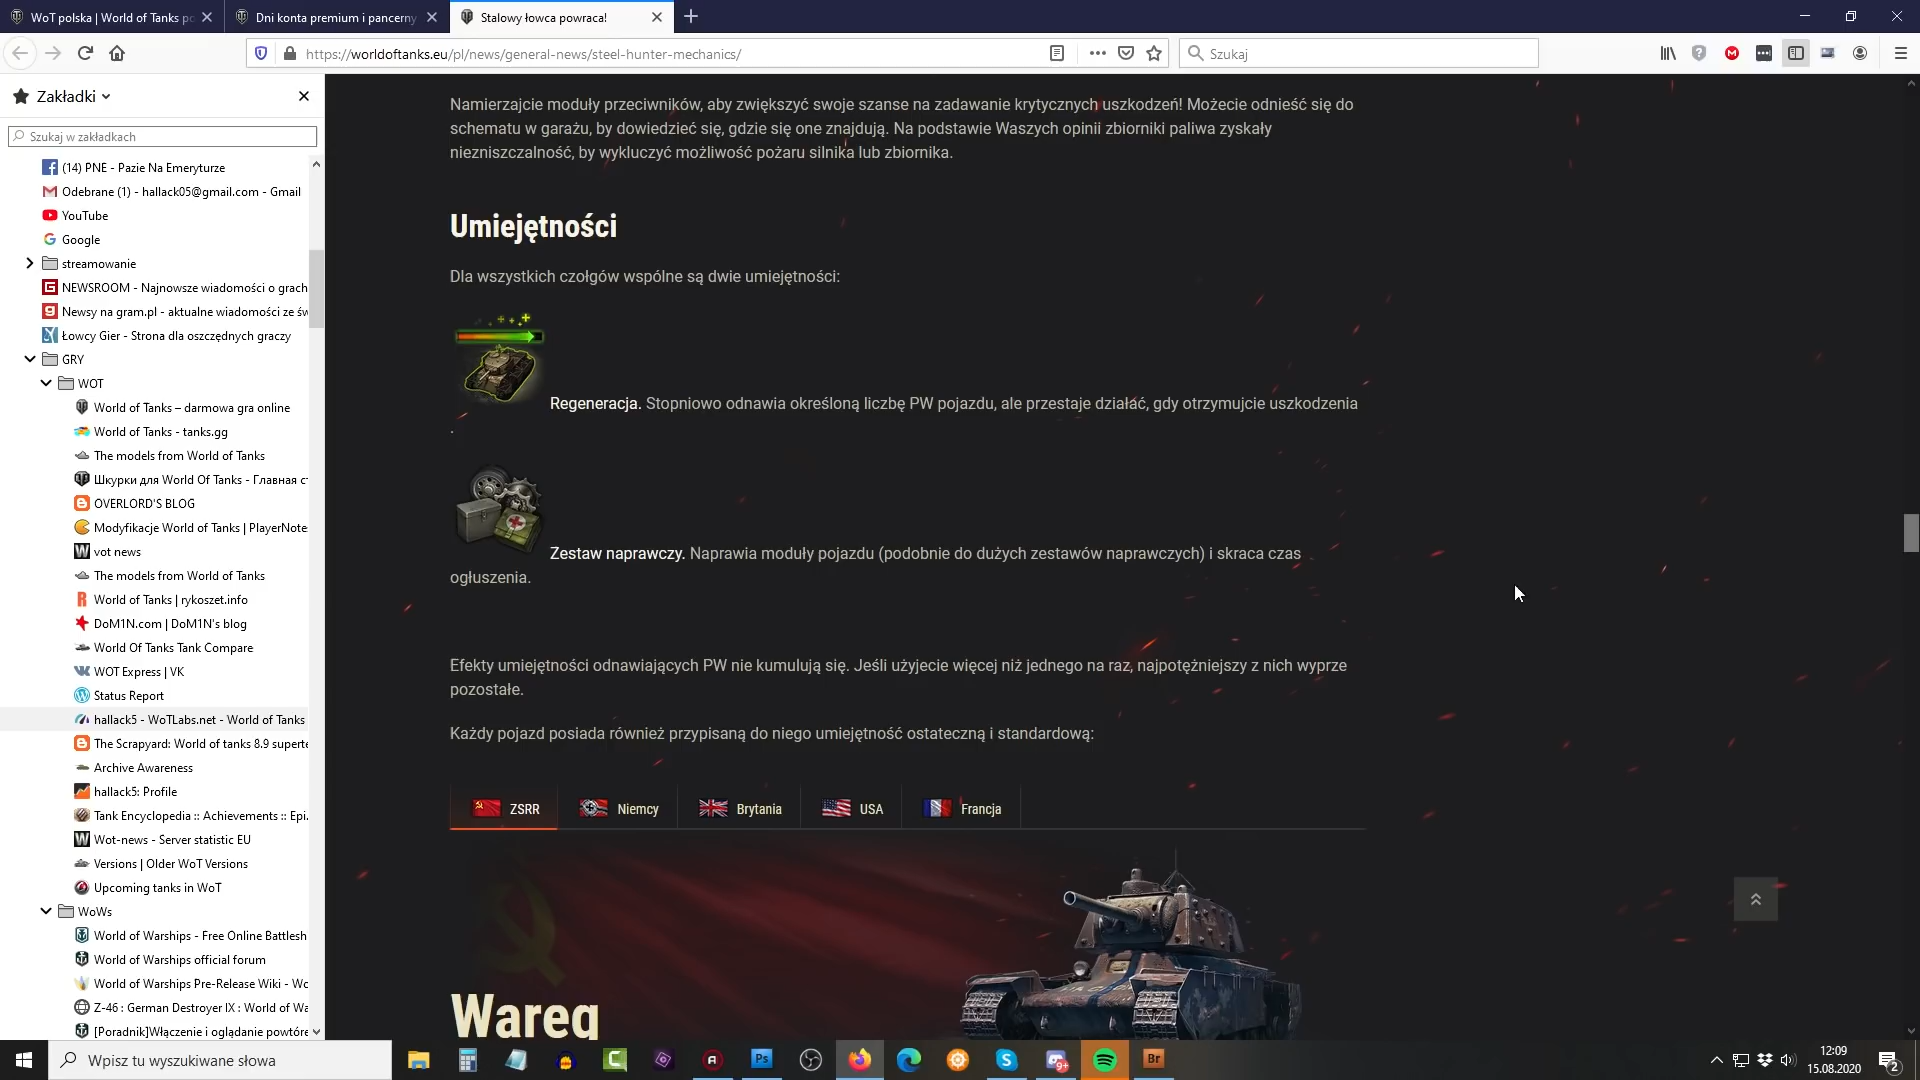 WoT polska | World of Tanks po
Dni konta premium i pancerny
Stalowy łowca powraca!
https://worldoftanks.eu/pl/news/general-news/steel-hunter-mechanics/
Szukaj
Zakładki
Szukaj w zakładkach
(14) PNE - Pazie Na Emeryturze
Odebrane (1) - hallack05@gmail.com - Gmail
YouTube
Google
streamowanie
NEWSROOM - Najnowsze wiadomości o grach
Newsy na gram.pl - aktualne wiadomości ze św
Łowcy Gier - Strona dla oszczędnych graczy
GRY
WOT
World of Tanks – darmowa gra online
World of Tanks - tanks.gg
The models from World of Tanks
Шкурки для World Of Tanks - Главная ст
OVERLORD'S BLOG
Modyfikacje World of Tanks | PlayerNote
vot news
The models from World of Tanks
World of Tanks | rykoszet.info
DoM1N.com | DoM1N's blog
World Of Tanks Tank Compare
WOT Express | VK
Status Report
hallack5 - WoTLabs.net - World of Tanks
The Scrapyard: World of tanks 8.9 superte
Archive Awareness
hallack5: Profile
Tank Encyclopedia :: Achievements :: Epi.
Wot-news - Server statistic EU
Versions | Older WoT Versions
Upcoming tanks in WoT
WoWs
World of Warships - Free Online Battlesh
World of Warships official forum
World of Warships Pre-Release Wiki - Wo
Z-46 : German Destroyer IX : World of Wa
[Poradnik]Włączenie i oglądanie powtóre
Namierzajcie moduły przeciwników, aby zwiększyć swoje szanse na zadawanie krytycznych uszkodzeń! Możecie odnieść się do
schematu w garażu, by dowiedzieć się, gdzie się one znajdują. Na podstawie Waszych opinii zbiorniki paliwa zyskały
niezniszczalność, by wykluczyć możliwość pożaru silnika lub zbiornika.
Umiejętności
Dla wszystkich czołgów wspólne są dwie umiejętności:
Regeneracja. Stopniowo odnawia określoną liczbę PW pojazdu, ale przestaje działać, gdy otrzymujcie uszkodzenia
.
Zestaw naprawczy. Naprawia moduły pojazdu (podobnie do dużych zestawów naprawczych) i skraca czas
ogłuszenia.
Efekty umiejętności odnawiających PW nie kumulują się. Jeśli użyjecie więcej niż jednego na raz, najpotężniejszy z nich wyprze
pozostałe.
Każdy pojazd posiada również przypisaną do niego umiejętność ostateczną i standardową:
ZSRR
Niemcy
Brytania
USA
Francja
Wareg
Wpisz tu wyszukiwane słowa
Ps
9+
Br
12:09
15.08.2020
2